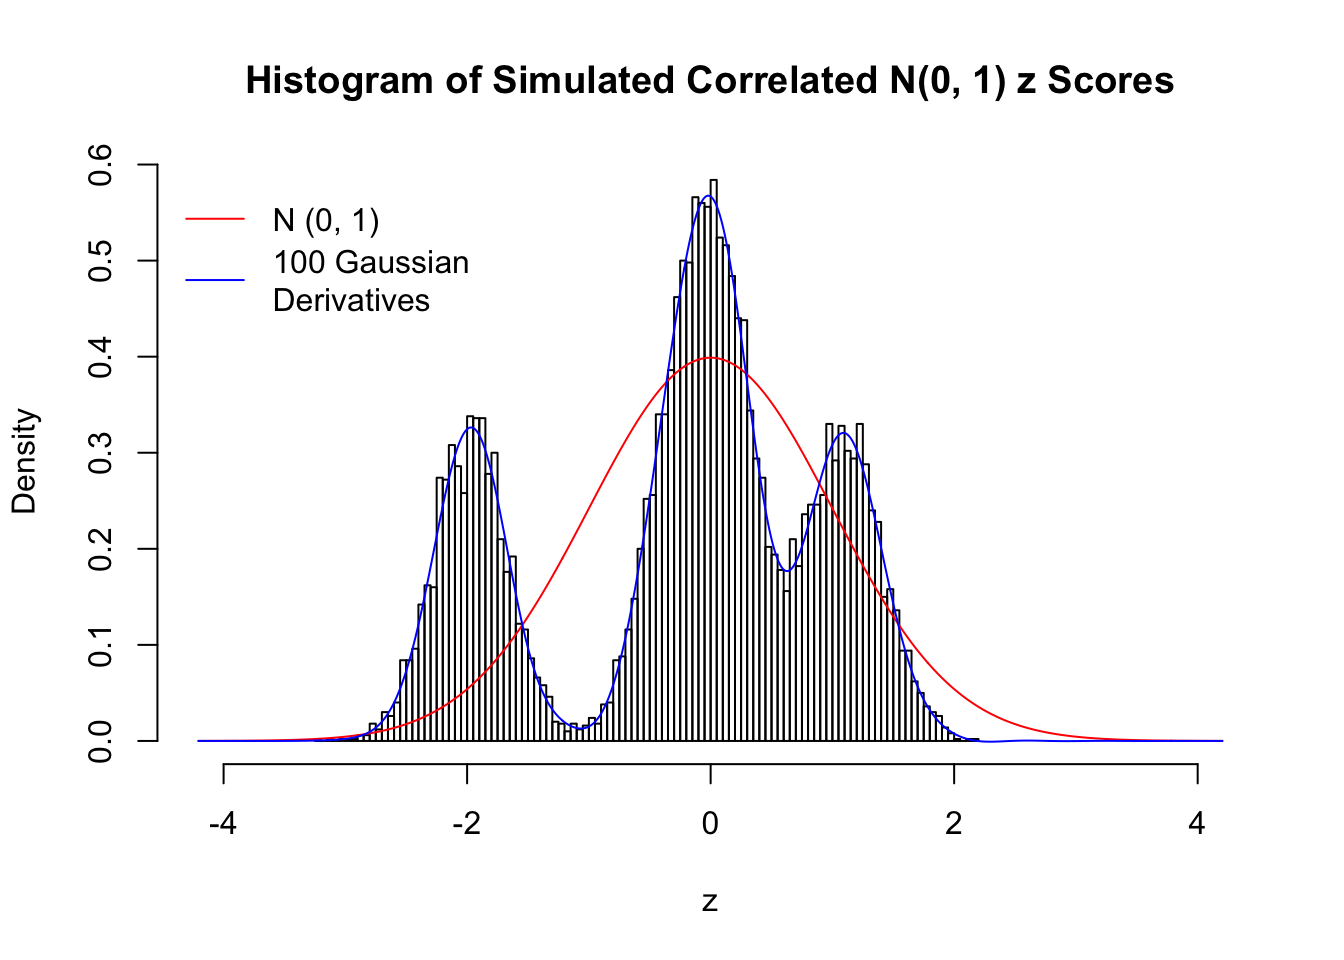 Histogram of Simulated Correlated N(0, 1) z Scores
0.6
0.5
0.4
0.3
0.2
0.1
0.0
Density
N (0, 1)
100 Gaussian
Derivatives
-4 -2 0 2 4
z